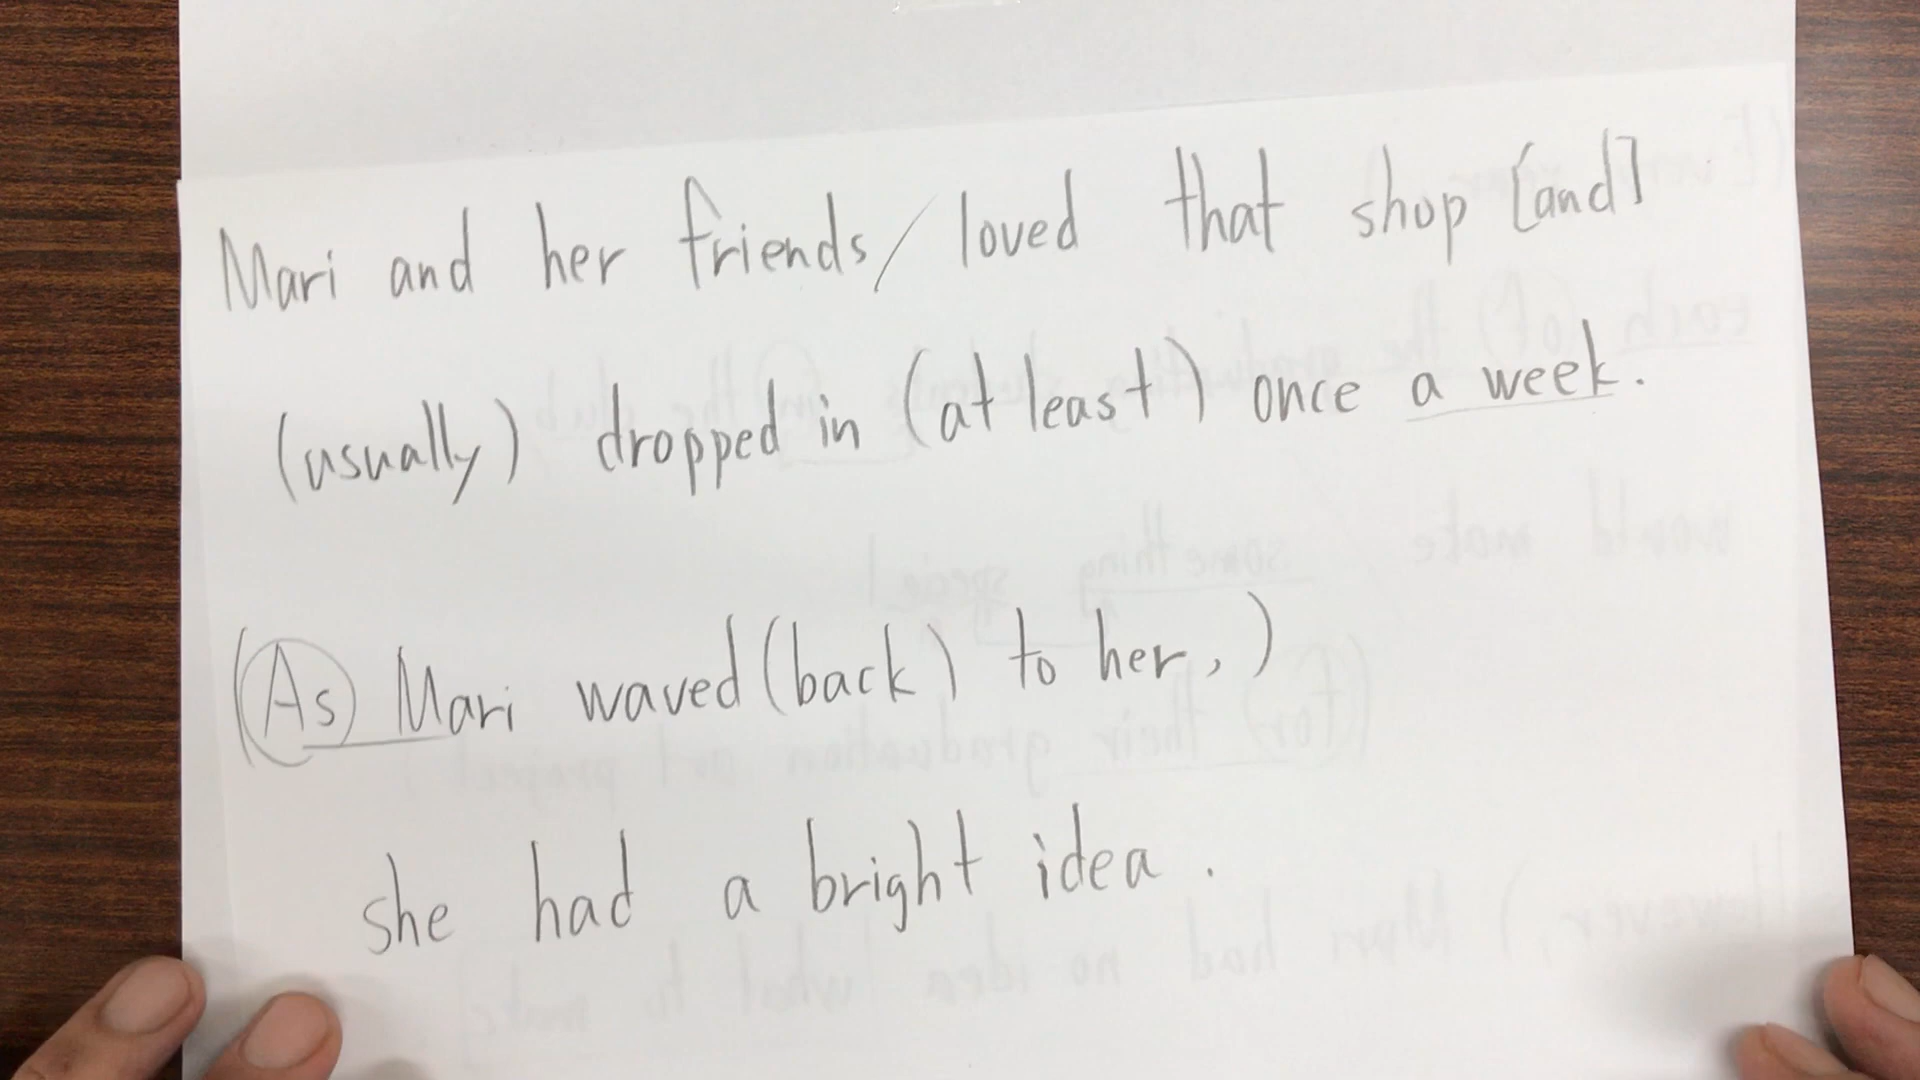 Mari and her friends / loved that shop [and]
(usually) dropped in (at least) once a week.
(As Mari waved (back) to her, )
she had a bright idea .